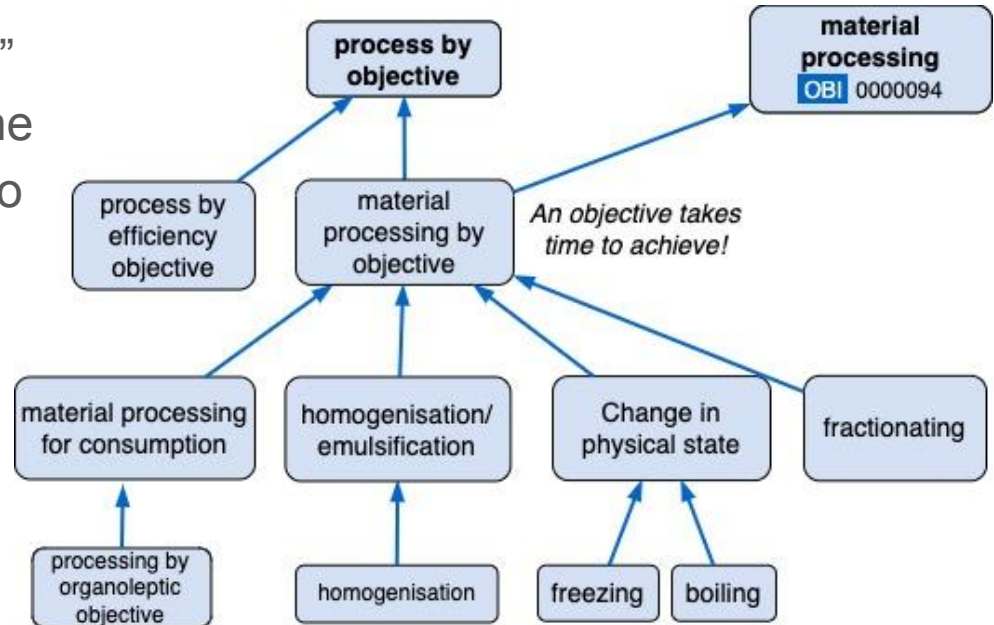 ”
process by
objective
material
processing
OBI 0000094
process by
efficiency
objective
material
processing by
objective
An objective takes
time to achieve!
material processing
for consumption
homogenisation/
emulsification
Change in
physical state
fractionating
processing by
organoleptic
objective
homogenisation
freezing
boiling